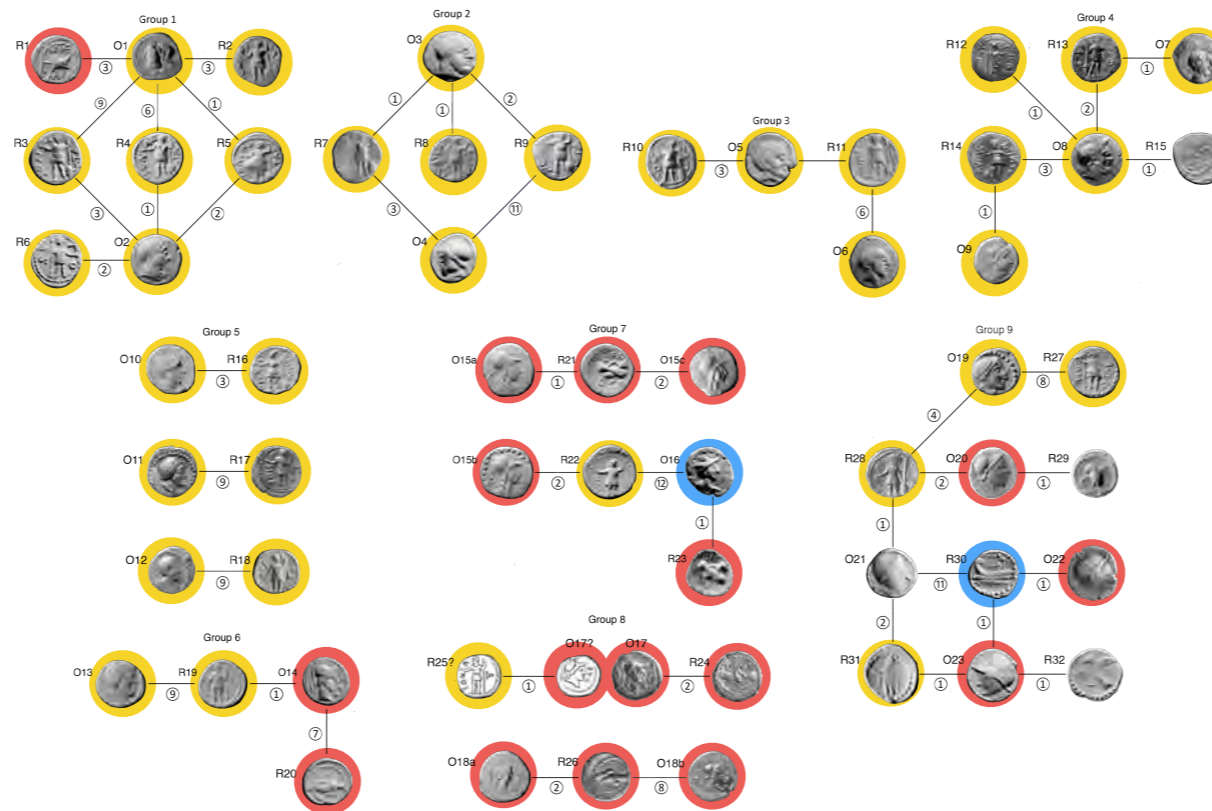 Group 1
R1 O1 R2
③ ③
⑨ ⑥ ①
R3 R4 R5
③ ① ②
R6 O2
②
Group 2
O3
① ① ②
R7 R8 R9
③ ⑪
O4
Group 3
R10 O5 R11
③
⑥
O6
Group 4
R12 R13 O7
①
① ②
R14 O8 R15
③ ①
①
O9
Group 5
O10 R16
③
O11 R17
⑨
O12 R18
⑨
Group 6
O13 R19 O14
⑨ ①
⑦
R20
Group 7
O15a R21 O15c
① ②
O15b R22 O16
② ⑫
①
R23
Group 8
R25? O17? O17 R24
① ②
O18a R26 O18b
② ⑧
Group 9
O19 R27
⑧
④
R28 O20 R29
② ①
①
O21 R30 O22
⑪ ①
② ①
R31 O23 R32
① ①